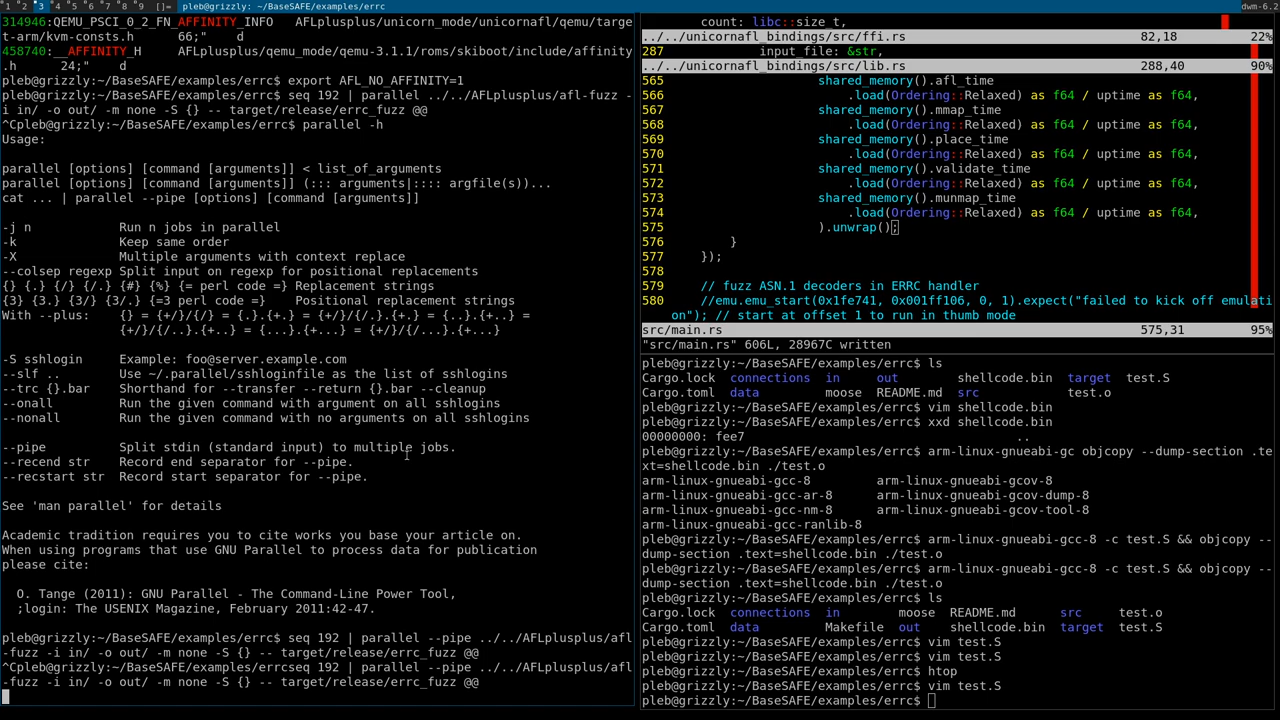 1 2 3 4 5 6 7 8 9 []= pleb@grizzly: ~/BaseSAFE/examples/errc dwm-6.2
314946:QEMU_PSCI_0_2_FN_AFFINITY_INFO AFLplusplus/unicorn_mode/unicornafl/qemu/targe
t-arm/kvm-consts.h 66;" d
458740:__AFFINITY_H AFLplusplus/qemu_mode/qemu-3.1.1/roms/skiboot/include/affinity
.h 24;" d
pleb@grizzly:~/BaseSAFE/examples/errc$ export AFL_NO_AFFINITY=1
pleb@grizzly:~/BaseSAFE/examples/errc$ seq 192 | parallel ../../AFLplusplus/afl-fuzz -
i in/ -o out/ -m none -S {} -- target/release/errc_fuzz @@
^Cpleb@grizzly:~/BaseSAFE/examples/errc$ parallel -h
Usage:
parallel [options] [command [arguments]] < list_of_arguments
parallel [options] [command [arguments]] (::: arguments|:::: argfile(s))...
cat ... | parallel --pipe [options] [command [arguments]]
-j n Run n jobs in parallel
-k Keep same order
-X Multiple arguments with context replace
--colsep regexp Split input on regexp for positional replacements
{} {.} {/} {/.} {#} {%} {= perl code =} Replacement strings
{3} {3.} {3/} {3/.} {=3 perl code =} Positional replacement strings
With --plus: {} = {+/}/{/} = {.}.{+.} = {+/}/{/.}.{+.} = {..}.{+..} =
{+/}/{/..}.{+..} = {...}.{+...} = {+/}/{/...}.{+...}
-S sshlogin Example: foo@server.example.com
--slf .. Use ~/.parallel/sshloginfile as the list of sshlogins
--trc {}.bar Shorthand for --transfer --return {}.bar --cleanup
--onall Run the given command with argument on all sshlogins
--nonall Run the given command with no arguments on all sshlogins
--pipe Split stdin (standard input) to multiple jobs.
--recend str Record end separator for --pipe.
--recstart str Record start separator for --pipe.
See 'man parallel' for details
Academic tradition requires you to cite works you base your article on.
When using programs that use GNU Parallel to process data for publication
please cite:
O. Tange (2011): GNU Parallel - The Command-Line Power Tool,
;login: The USENIX Magazine, February 2011:42-47.
pleb@grizzly:~/BaseSAFE/examples/errc$ seq 192 | parallel --pipe ../../AFLplusplus/afl
-fuzz -i in/ -o out/ -m none -S {} -- target/release/errc_fuzz @@
^Cpleb@grizzly:~/BaseSAFE/examples/errcseq 192 | parallel --pipe ../../AFLplusplus/afl
-fuzz -i in/ -o out/ -m none -S {} -- target/release/errc_fuzz @@
count: libc::size_t,
../../unicornafl_bindings/src/ffi.rs 82,18 22%
287 input_file: &str,
../../unicornafl_bindings/src/lib.rs 288,40 90%
565 shared_memory().afl_time
566 .load(Ordering::Relaxed) as f64 / uptime as f64,
567 shared_memory().mmap_time
568 .load(Ordering::Relaxed) as f64 / uptime as f64,
569 shared_memory().place_time
570 .load(Ordering::Relaxed) as f64 / uptime as f64,
571 shared_memory().validate_time
572 .load(Ordering::Relaxed) as f64 / uptime as f64,
573 shared_memory().munmap_time
574 .load(Ordering::Relaxed) as f64 / uptime as f64,
575 ).unwrap();
576 }
577 });
578
579 // fuzz ASN.1 decoders in ERRC handler
580 //emu.emu_start(0x1fe741, 0x001ff106, 0, 1).expect("failed to kick off emulati
on"); // start at offset 1 to run in thumb mode
src/main.rs 575,31 95%
"src/main.rs" 606L, 28967C written
pleb@grizzly:~/BaseSAFE/examples/errc$ ls
Cargo.lock connections in out shellcode.bin target test.S
Cargo.toml data moose README.md src test.o
pleb@grizzly:~/BaseSAFE/examples/errc$ vim shellcode.bin
pleb@grizzly:~/BaseSAFE/examples/errc$ xxd shellcode.bin
00000000: fee7 ..
pleb@grizzly:~/BaseSAFE/examples/errc$ arm-linux-gnueabi-gc objcopy --dump-section .te
xt=shellcode.bin ./test.o
arm-linux-gnueabi-gcc-8 arm-linux-gnueabi-gcov-8
arm-linux-gnueabi-gcc-ar-8 arm-linux-gnueabi-gcov-dump-8
arm-linux-gnueabi-gcc-nm-8 arm-linux-gnueabi-gcov-tool-8
arm-linux-gnueabi-gcc-ranlib-8
pleb@grizzly:~/BaseSAFE/examples/errc$ arm-linux-gnueabi-gcc-8 -c test.S && objcopy --
dump-section .text=shellcode.bin ./test.o
pleb@grizzly:~/BaseSAFE/examples/errc$ arm-linux-gnueabi-gcc-8 -c test.S && objcopy --
dump-section .text=shellcode.bin ./test.o
pleb@grizzly:~/BaseSAFE/examples/errc$ ls
Cargo.lock connections in moose README.md src test.o
Cargo.toml data Makefile out shellcode.bin target test.S
pleb@grizzly:~/BaseSAFE/examples/errc$ vim test.S
pleb@grizzly:~/BaseSAFE/examples/errc$ vim test.S
pleb@grizzly:~/BaseSAFE/examples/errc$ htop
pleb@grizzly:~/BaseSAFE/examples/errc$ vim test.S
pleb@grizzly:~/BaseSAFE/examples/errc$